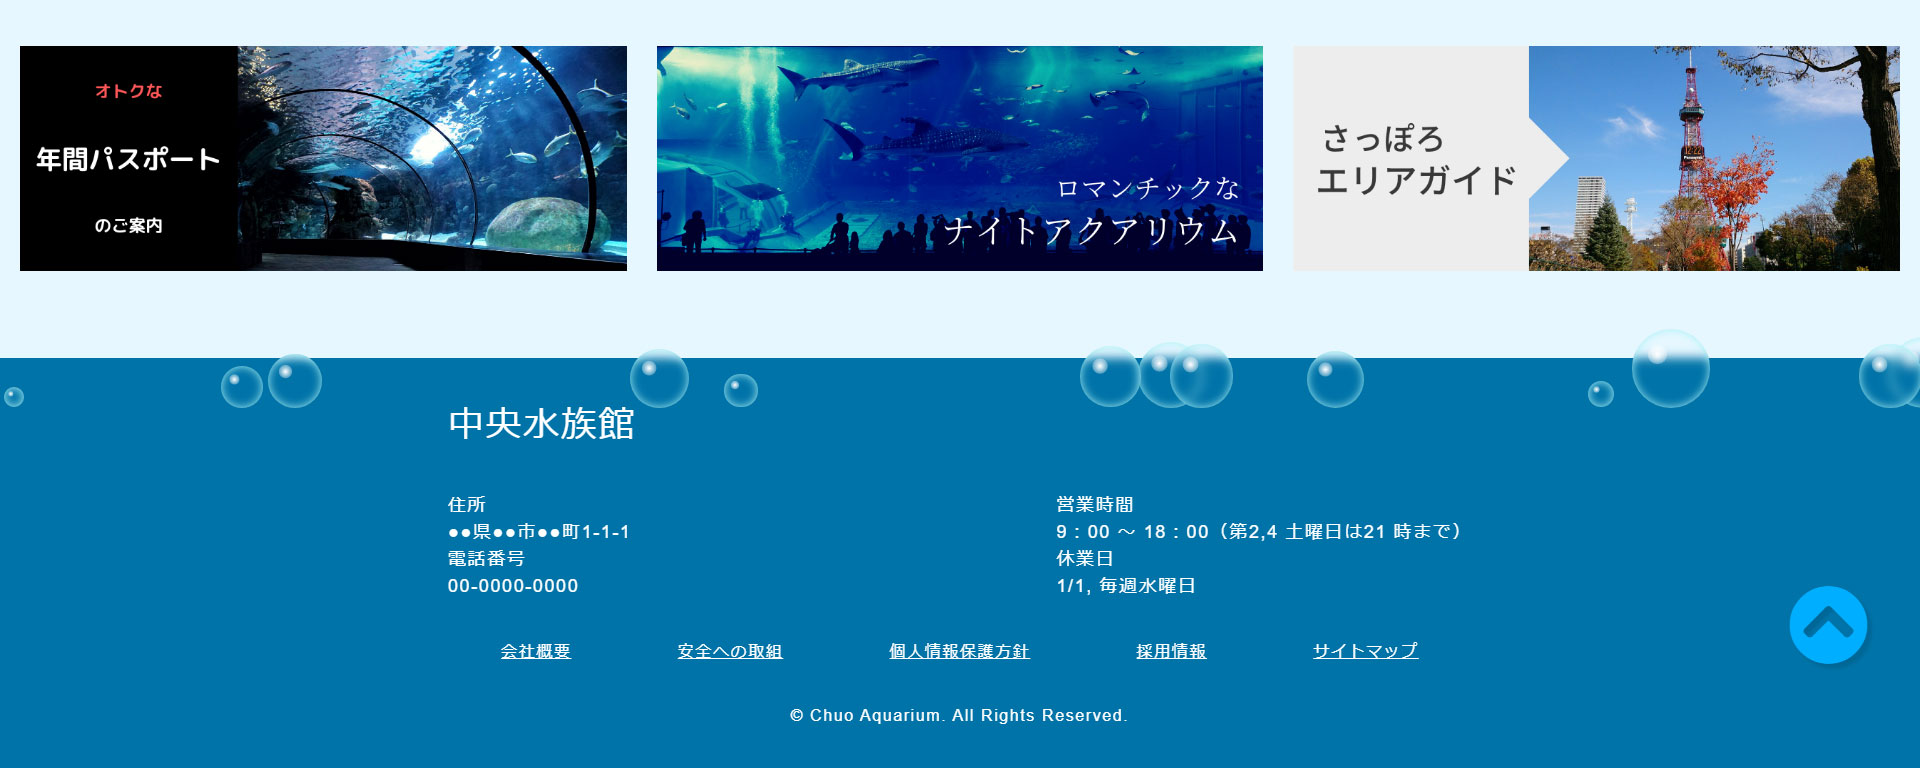 オトクな
年間パスポート
のご案内
ロマンチックな
ナイトアクアリウム
さっぽろ
エリアガイド
中央水族館
住所
●●県●●市●●町1-1-1
電話番号
00-0000-0000
営業時間
9：00 ～ 18：00（第2,4 土曜日は21 時まで）
休業日
1/1, 毎週水曜日
会社概要
安全への取組
個人情報保護方針
採用情報
サイトマップ
© Chuo Aquarium. All Rights Reserved.